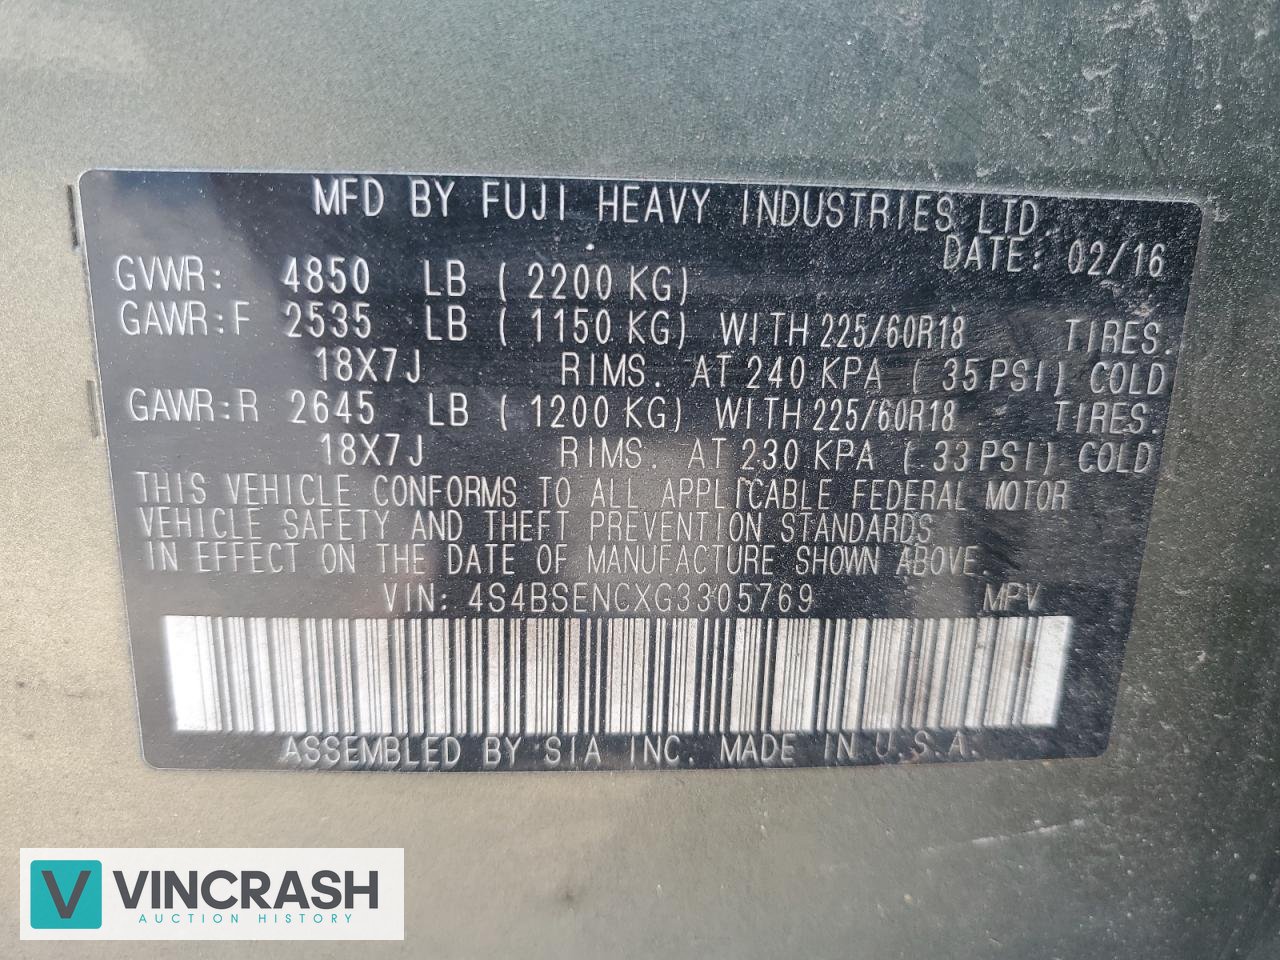 MFD BY FUJI HEAVY INDUSTRIES LTD.
DATE: 02/16
GVWR: 4850 LB ( 2200 KG)
GAWR:F 2535 LB ( 1150 KG) WITH 225/60R18 TIRES.
18X7J RIMS. AT 240 KPA ( 35 PSI) COLD
GAWR:R 2645 LB ( 1200 KG) WITH 225/60R18 TIRES.
18X7J RIMS. AT 230 KPA ( 33 PSI) COLD
THIS VEHICLE CONFORMS TO ALL APPLICABLE FEDERAL MOTOR
VEHICLE SAFETY AND THEFT PREVENTION STANDARDS
IN EFFECT ON THE DATE OF MANUFACTURE SHOWN ABOVE.
VIN: 4S4BSENCXG3305769 MPV
ASSEMBLED BY SIA INC. MADE IN U.S.A.
V VINCRASH
AUCTION HISTORY